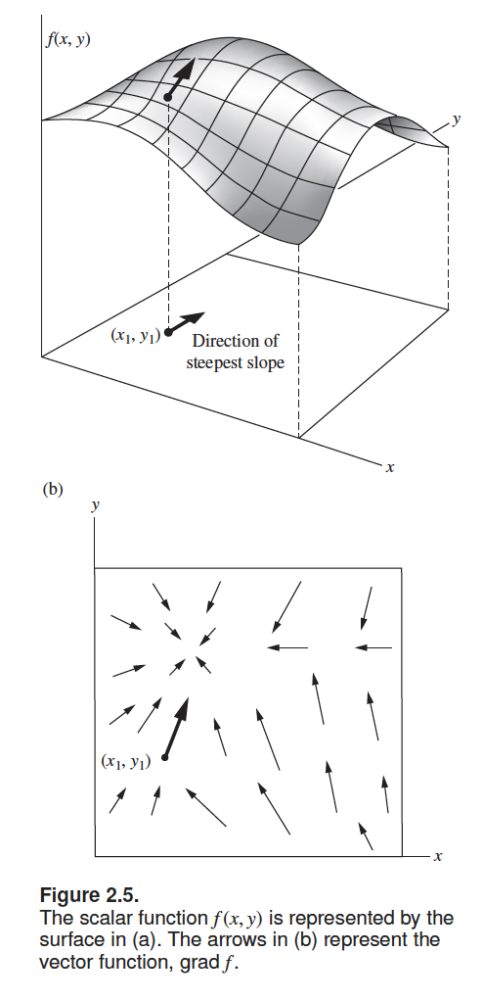 f(x, y)
y
(x₁, y₁)
Direction of
steepest slope
x
(b)
y
(x₁, y₁)
x
Figure 2.5.
The scalar function f(x, y) is represented by the
surface in (a). The arrows in (b) represent the
vector function, grad f.